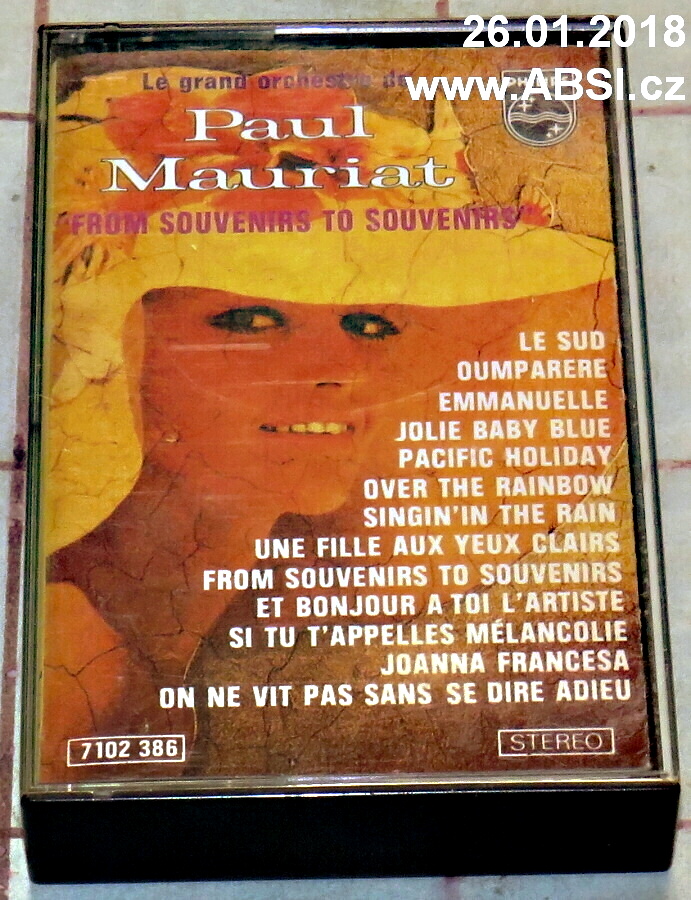 26.01.2018
www.ABSI.cz
PHILIPS
Le grand orchestre de
Paul
Mauriat
"FROM SOUVENIRS TO SOUVENIRS"
LE SUD
OUMPARERE
EMMANUELLE
JOLIE BABY BLUE
PACIFIC HOLIDAY
OVER THE RAINBOW
SINGIN'IN THE RAIN
UNE FILLE AUX YEUX CLAIRS
FROM SOUVENIRS TO SOUVENIRS
ET BONJOUR A TOI L'ARTISTE
SI TU T'APPELLES MÉLANCOLIE
JOANNA FRANCESA
ON NE VIT PAS SANS SE DIRE ADIEU
7102 386
STEREO